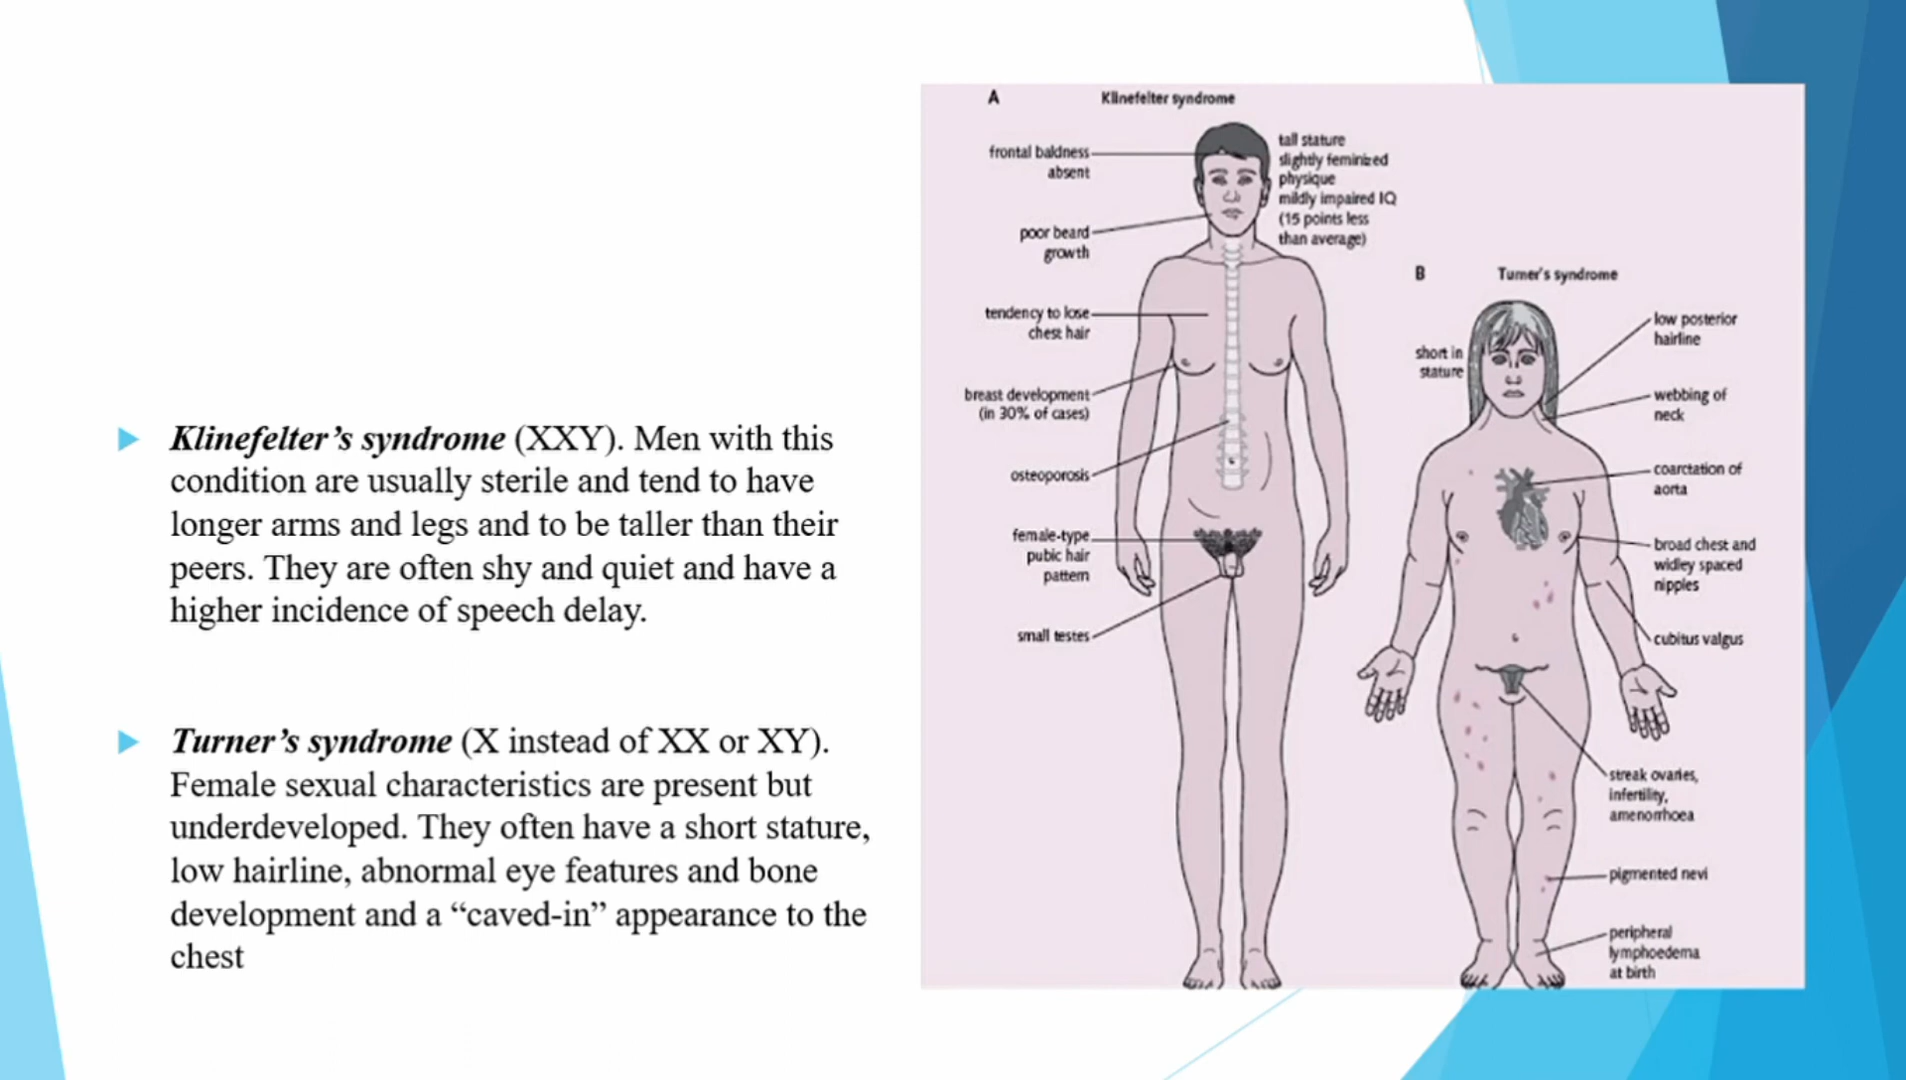 Klinefelter’s syndrome (XXY). Men with this
condition are usually sterile and tend to have
longer arms and legs and to be taller than their
peers. They are often shy and quiet and have a
higher incidence of speech delay.
Turner’s syndrome (X instead of XX or XY).
Female sexual characteristics are present but
underdeveloped. They often have a short stature,
low hairline, abnormal eye features and bone
development and a “caved-in” appearance to the
chest
A
Klinefelter syndrome
frontal baldness
absent
poor beard
growth
tendency to lose
chest hair
breast development
(in 30% of cases)
osteoporosis
female-type
pubic hair
pattern
small testes
tall stature
slightly feminized
physique
mildly impaired IQ
(15 points less
than average)
B
Turner's syndrome
short in
stature
low posterior
hairline
webbing of
neck
coarctation of
aorta
broad chest and
widley spaced
nipples
cubitus valgus
streak ovaries,
infertility,
amenorrhoea
pigmented nevi
peripheral
lymphoedema
at birth